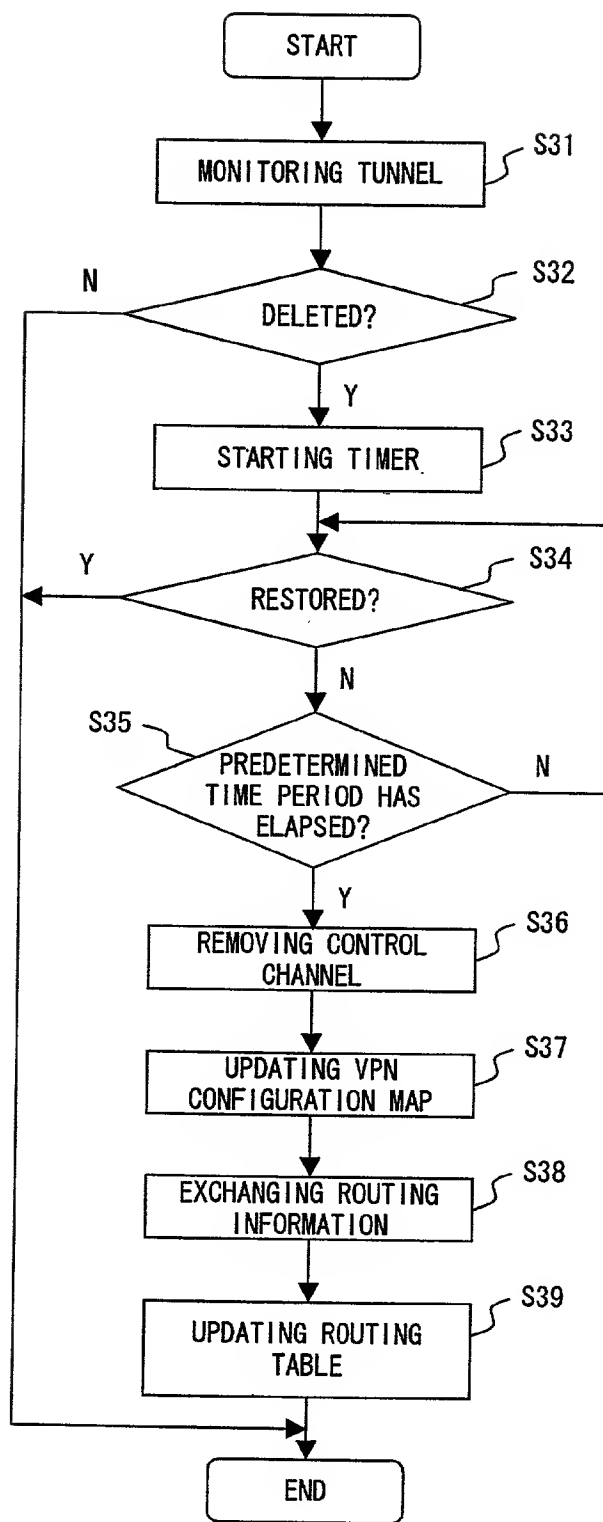 START
S31
MONITORING TUNNEL
S32
N
DELETED?
Y
S33
STARTING TIMER
S34
Y
RESTORED?
N
S35
PREDETERMINED
TIME PERIOD HAS
ELAPSED?
N
Y
S36
REMOVING CONTROL
CHANNEL
S37
UPDATING VPN
CONFIGURATION MAP
S38
EXCHANGING ROUTING
INFORMATION
S39
UPDATING ROUTING
TABLE
END